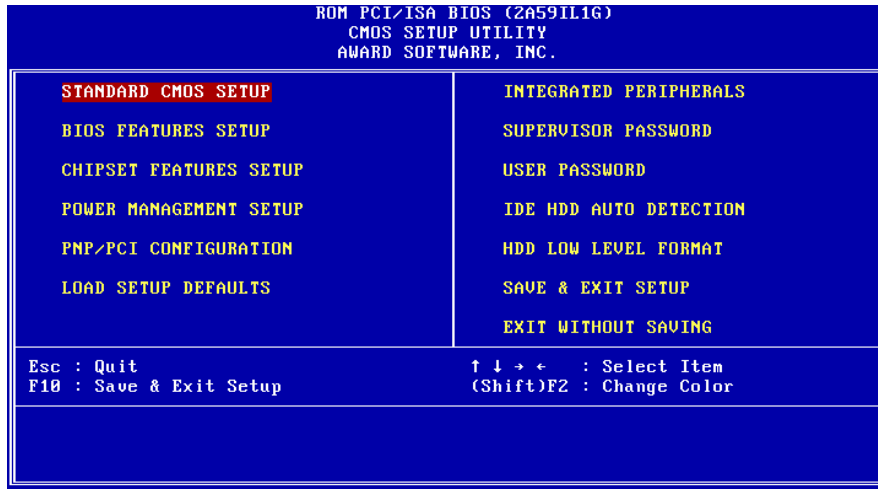 ROM PCI/ISA BIOS (2A59IL1G)
CMOS SETUP UTILITY
AWARD SOFTWARE, INC.
STANDARD CMOS SETUP
BIOS FEATURES SETUP
CHIPSET FEATURES SETUP
POWER MANAGEMENT SETUP
PNP/PCI CONFIGURATION
LOAD SETUP DEFAULTS
INTEGRATED PERIPHERALS
SUPERVISOR PASSWORD
USER PASSWORD
IDE HDD AUTO DETECTION
HDD LOW LEVEL FORMAT
SAVE & EXIT SETUP
EXIT WITHOUT SAVING
Esc : Quit
F10 : Save & Exit Setup
↑ ↓ → ← : Select Item
(Shift)F2 : Change Color